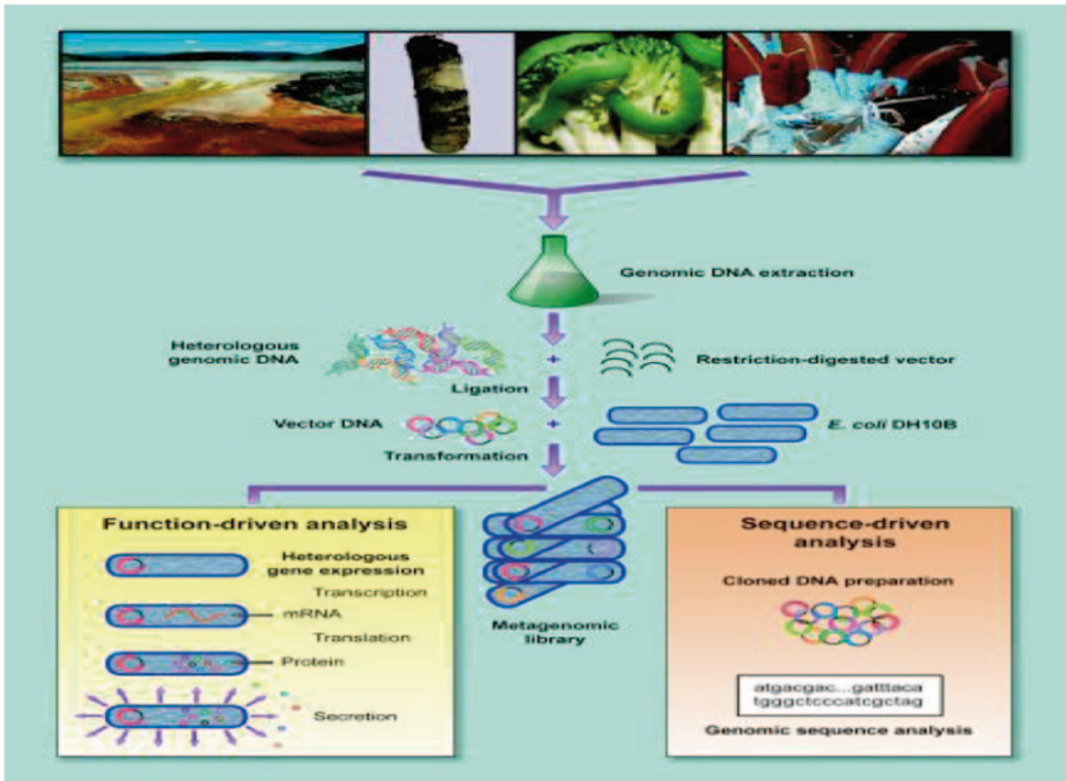 Genomic DNA extraction
Heterologous
genomic DNA
Restriction-digested vector
Ligation
Vector DNA
E. coli DH10B
Transformation
Function-driven analysis
Heterologous
gene expression
Transcription
mRNA
Translation
Protein
Secretion
Metagenomic
library
Sequence-driven
analysis
Cloned DNA preparation
atgacgac...gatttaca
tgggctcccatcgctag
Genomic sequence analysis